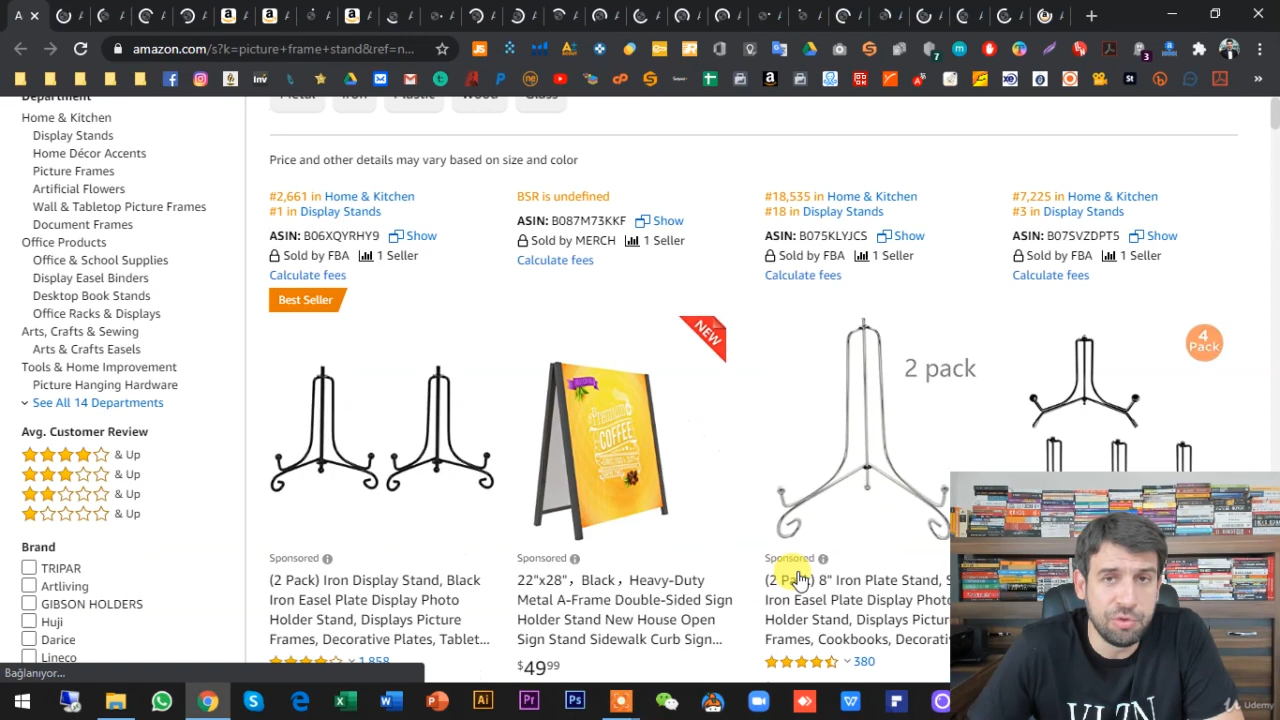 A
amazon.com/s?k=picture+frame+stand&ref=n...
Department
Home & Kitchen
Display Stands
Home Décor Accents
Picture Frames
Artificial Flowers
Wall & Tabletop Picture Frames
Document Frames
Office Products
Office & School Supplies
Display Easel Binders
Desktop Book Stands
Office Racks & Displays
Arts, Crafts & Sewing
Arts & Crafts Easels
Tools & Home Improvement
Picture Hanging Hardware
See All 14 Departments
Avg. Customer Review
& Up
& Up
& Up
& Up
Brand
TRIPAR
Artliving
GIBSON HOLDERS
Huji
Darice
Lineco
Bağlanıyor...
Metal Iron Plastic Wood Glass
Price and other details may vary based on size and color
#2,661 in Home & Kitchen
#1 in Display Stands
ASIN: B06XQYRHY9 Show
Sold by FBA 1 Seller
Calculate fees
Best Seller
Sponsored
(2 Pack) Iron Display Stand, Black
Iron Easel Plate Display Photo
Holder Stand, Displays Picture
Frames, Decorative Plates, Tablet...
1,858
BSR is undefined
ASIN: B087M73KKF Show
Sold by MERCH 1 Seller
Calculate fees
NEW
PREMIUM
COFFEE
Sponsored
22"x28"，Black，Heavy-Duty
Metal A-Frame Double-Sided Sign
Holder Stand New House Open
Sign Stand Sidewalk Curb Sign...
$49.99
#18,535 in Home & Kitchen
#18 in Display Stands
ASIN: B075KLYJCS Show
Sold by FBA 1 Seller
Calculate fees
2 pack
Sponsored
(2 Pack) 8" Iron Plate Stand, S
Iron Easel Plate Display Photo
Holder Stand, Displays Pictur
Frames, Cookbooks, Decorati
380
#7,225 in Home & Kitchen
#3 in Display Stands
ASIN: B07SVZDPT5 Show
Sold by FBA 1 Seller
Calculate fees
4
Pack
Udemy